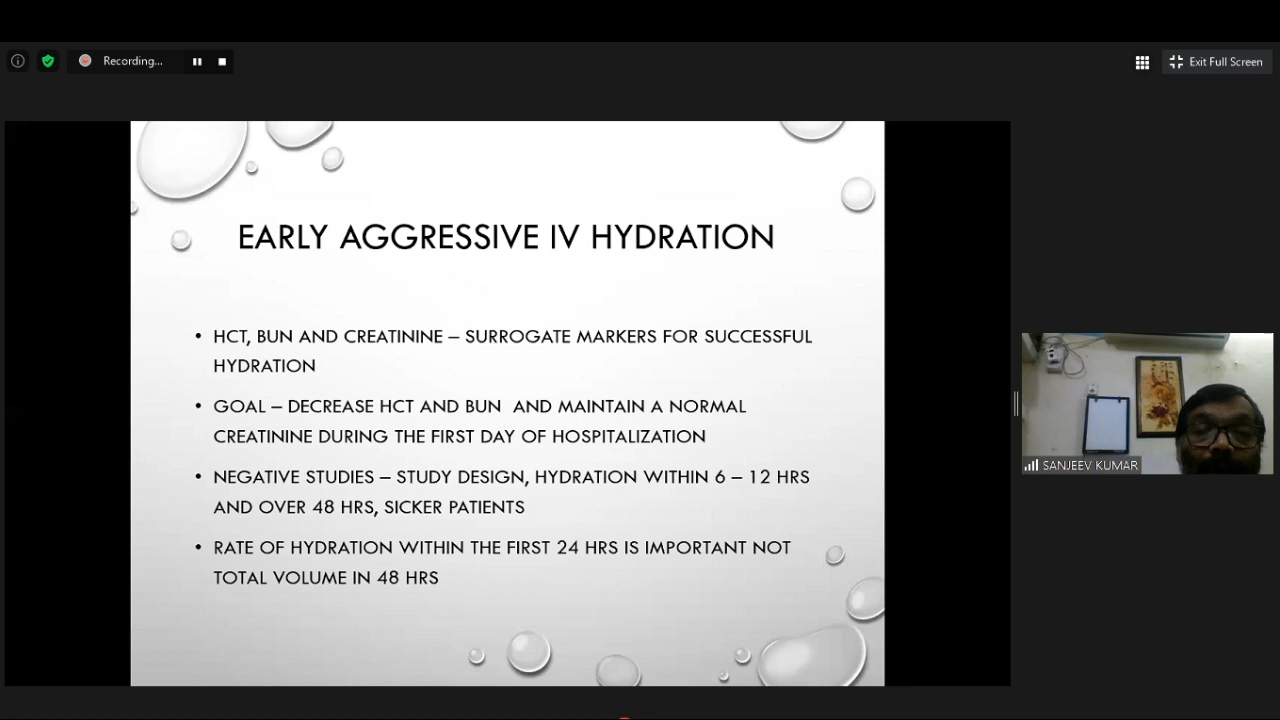 Recording...
Exit Full Screen
EARLY AGGRESSIVE IV HYDRATION
• HCT, BUN AND CREATININE – SURROGATE MARKERS FOR SUCCESSFUL
HYDRATION
• GOAL – DECREASE HCT AND BUN AND MAINTAIN A NORMAL
CREATININE DURING THE FIRST DAY OF HOSPITALIZATION
• NEGATIVE STUDIES – STUDY DESIGN, HYDRATION WITHIN 6 – 12 HRS
AND OVER 48 HRS, SICKER PATIENTS
• RATE OF HYDRATION WITHIN THE FIRST 24 HRS IS IMPORTANT NOT
TOTAL VOLUME IN 48 HRS
SANJEEV KUMAR